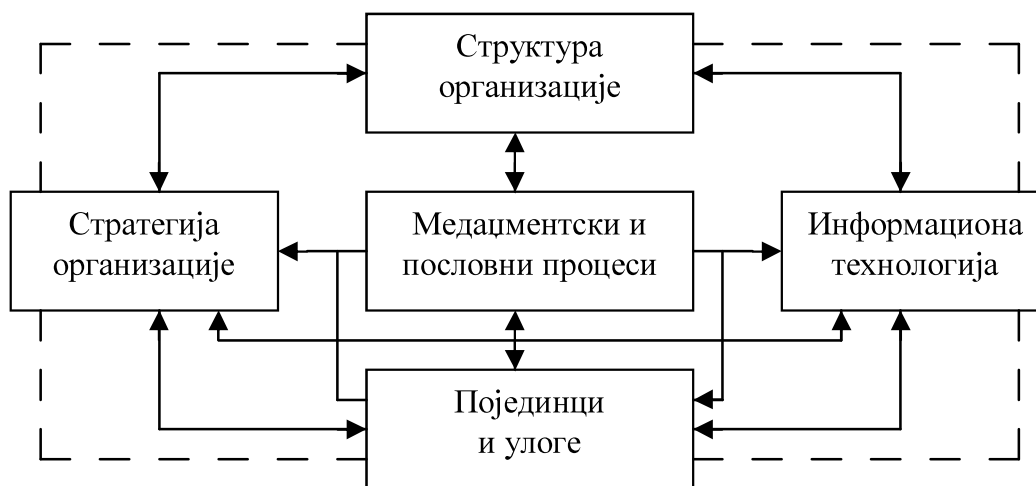 Структура
организације
Стратегија
организације
Медаџментски и
пословни процеси
Информациона
технологија
Појединци
и улоге